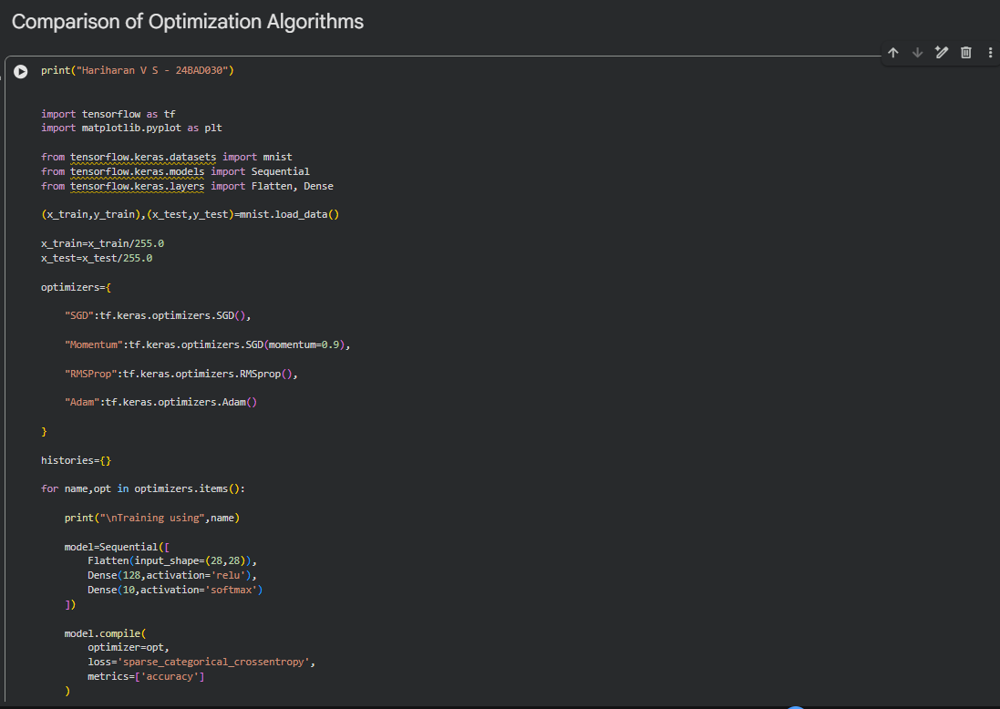 Comparison of Optimization Algorithms
print("Hariharan V S - 24BAD030")
import tensorflow as tf
import matplotlib.pyplot as plt
from tensorflow.keras.datasets import mnist
from tensorflow.keras.models import Sequential
from tensorflow.keras.layers import Flatten, Dense
(x_train,y_train),(x_test,y_test)=mnist.load_data()
x_train=x_train/255.0
x_test=x_test/255.0
optimizers={
"SGD":tf.keras.optimizers.SGD(),
"Momentum":tf.keras.optimizers.SGD(momentum=0.9),
"RMSProp":tf.keras.optimizers.RMSprop(),
"Adam":tf.keras.optimizers.Adam()
}
histories={}
for name,opt in optimizers.items():
print("\nTraining using",name)
model=Sequential([
Flatten(input_shape=(28,28)),
Dense(128,activation='relu'),
Dense(10,activation='softmax')
])
model.compile(
optimizer=opt,
loss='sparse_categorical_crossentropy',
metrics=['accuracy']
)